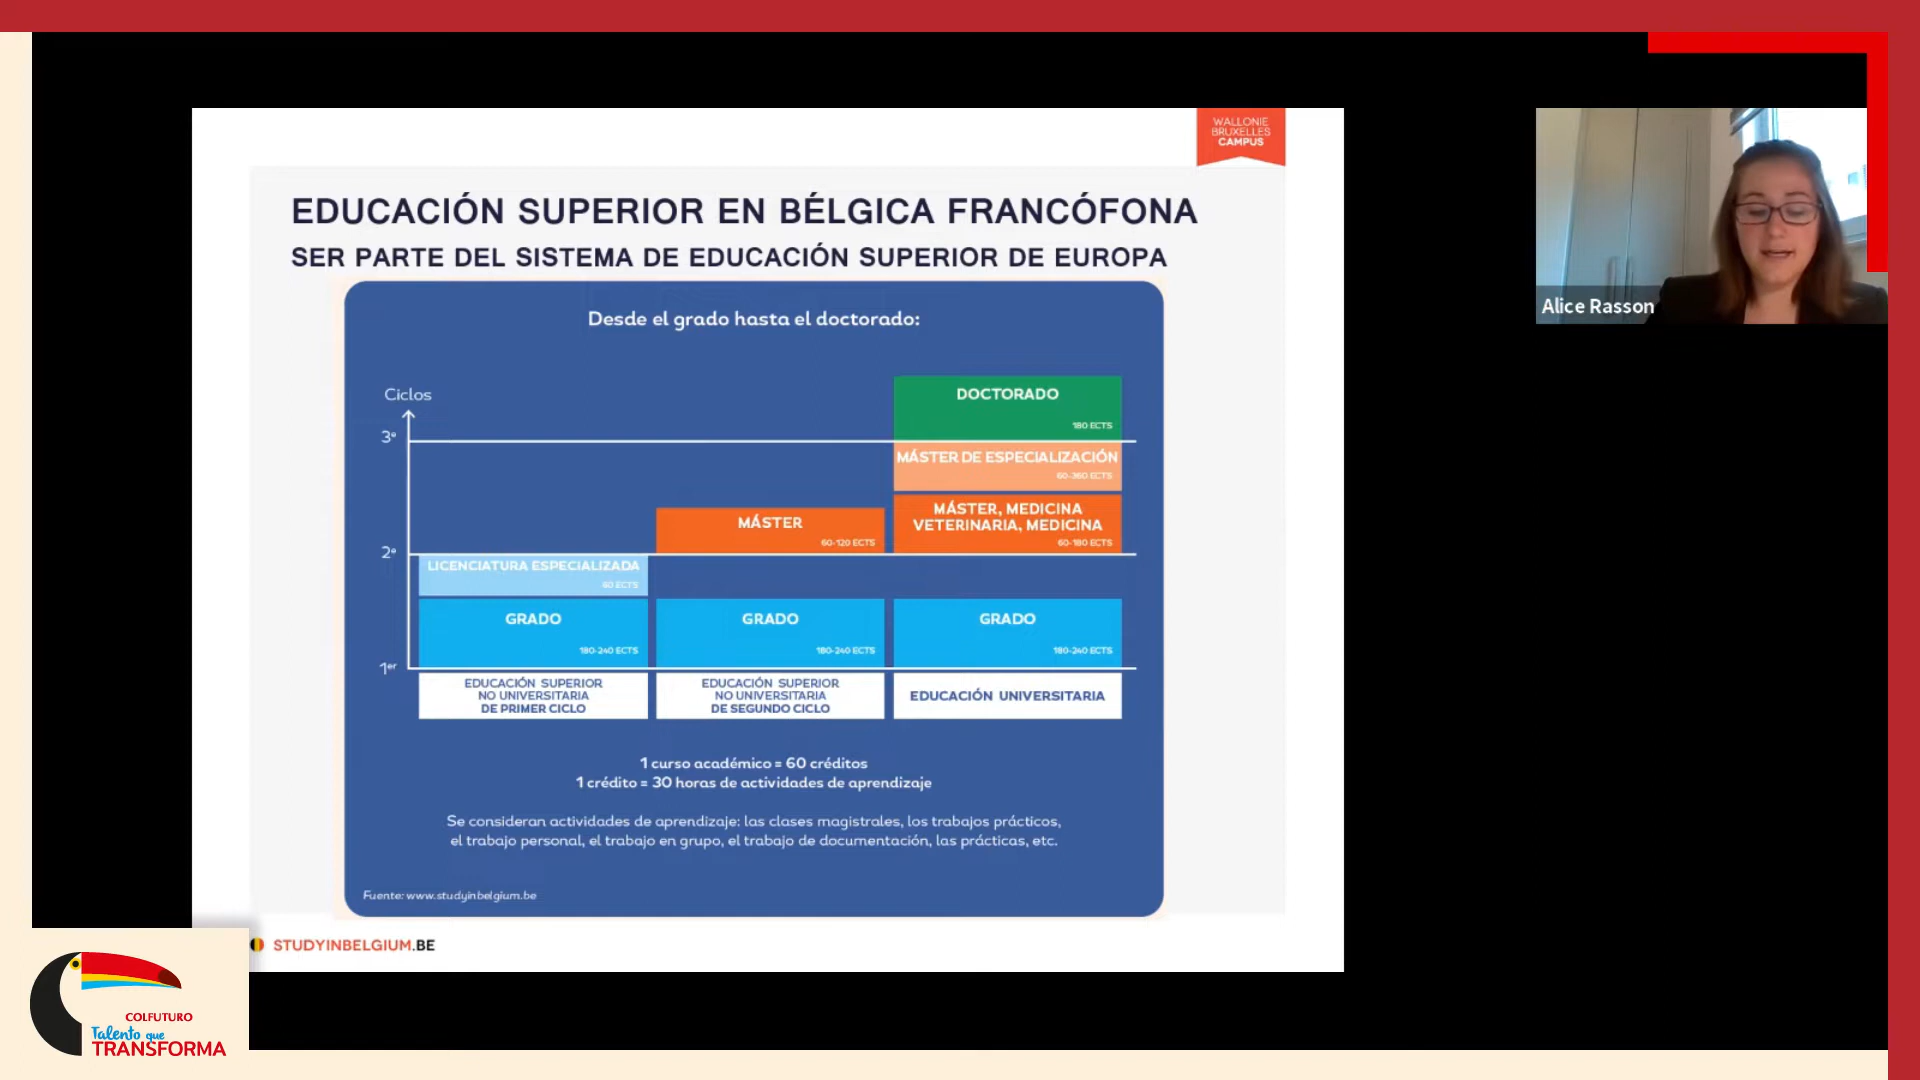 WALLONIE
BRUXELLES
CAMPUS
EDUCACIÓN SUPERIOR EN BÉLGICA FRANCÓFONA
SER PARTE DEL SISTEMA DE EDUCACIÓN SUPERIOR DE EUROPA
Alice Rasson
Desde el grado hasta el doctorado:
Ciclos
3º
DOCTORADO
180 ECTS
MÁSTER DE ESPECIALIZACIÓN
60-360 ECTS
MÁSTER, MEDICINA
VETERINARIA, MEDICINA
60-180 ECTS
MÁSTER
60-120 ECTS
2º
LICENCIATURA ESPECIALIZADA
60 ECTS
GRADO
180-240 ECTS
GRADO
180-240 ECTS
GRADO
180-240 ECTS
1er
EDUCACIÓN SUPERIOR
NO UNIVERSITARIA
DE PRIMER CICLO
EDUCACIÓN SUPERIOR
NO UNIVERSITARIA
DE SEGUNDO CICLO
EDUCACIÓN UNIVERSITARIA
1 curso académico = 60 créditos
1 crédito = 30 horas de actividades de aprendizaje
Se consideran actividades de aprendizaje: las clases magistrales, los trabajos prácticos,
el trabajo personal, el trabajo en grupo, el trabajo de documentación, las prácticas, etc.
Fuente: www.studyinbelgium.be
STUDYINBELGIUM.BE
COLFUTURO
Talento que
TRANSFORMA